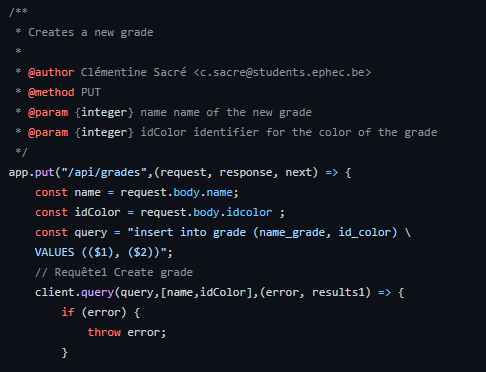 /**
 * Creates a new grade
 *
 * @author Clémentine Sacré <c.sacre@students.ephec.be>
 * @method PUT
 * @param {integer} name name of the new grade
 * @param {integer} idColor identifier for the color of the grade
 */
app.put("/api/grades",(request, response, next) => {
    const name = request.body.name;
    const idColor = request.body.idcolor ;
    const query = "insert into grade (name_grade, id_color) \
    VALUES (($1), ($2))";
    // Requête1 Create grade
    client.query(query,[name,idColor],(error, results1) => {
        if (error) {
            throw error;
        }